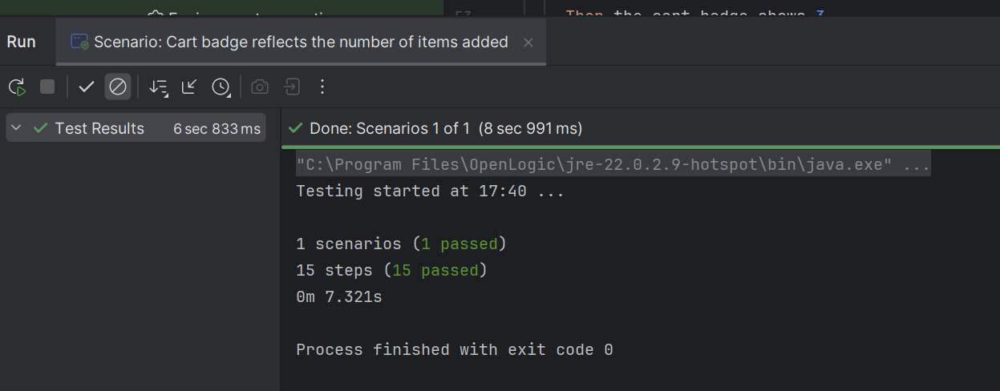 53
Then the cart badge shows 3
Run
Scenario: Cart badge reflects the number of items added
Test Results 6 sec 833 ms
Done: Scenarios 1 of 1 (8 sec 991 ms)
"C:\Program Files\OpenLogic\jre-22.0.2.9-hotspot\bin\java.exe" ...
Testing started at 17:40 ...
1 scenarios (1 passed)
15 steps (15 passed)
0m 7.321s
Process finished with exit code 0